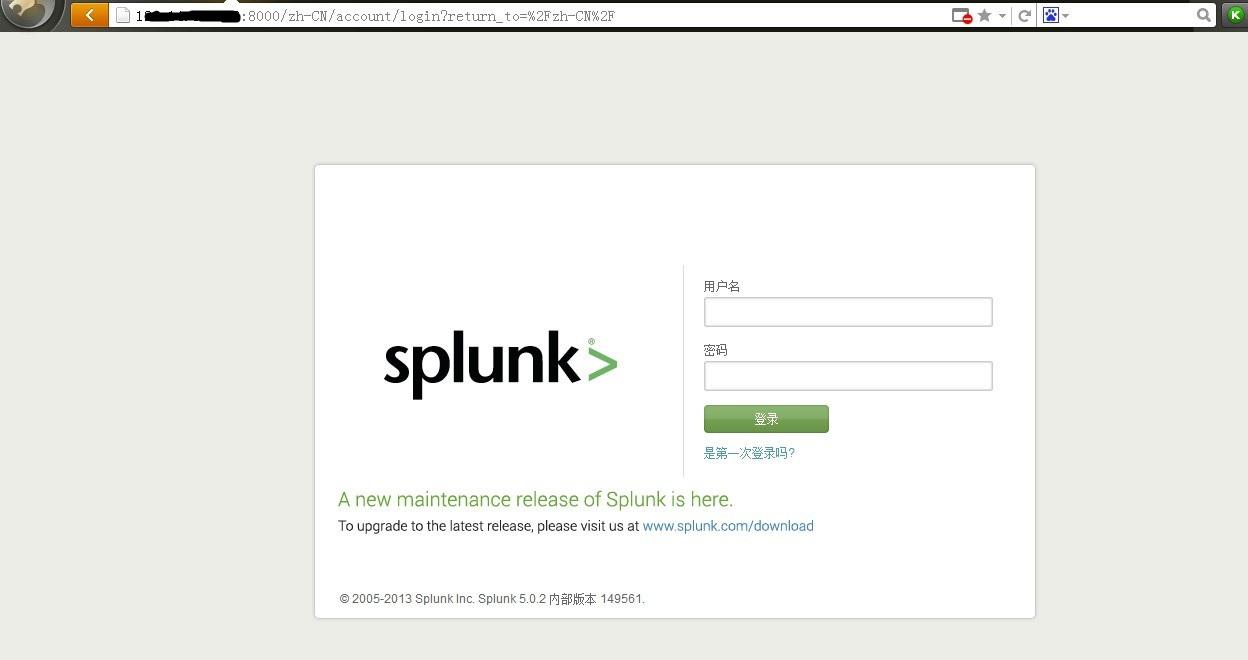 :8000/zh-CN/account/login?return_to=%2Fzh-CN%2F
K
用户名
密码
splunk>®
登录
是第一次登录吗?
A new maintenance release of Splunk is here.
To upgrade to the latest release, please visit us at www.splunk.com/download
© 2005-2013 Splunk Inc. Splunk 5.0.2 内部版本 149561.